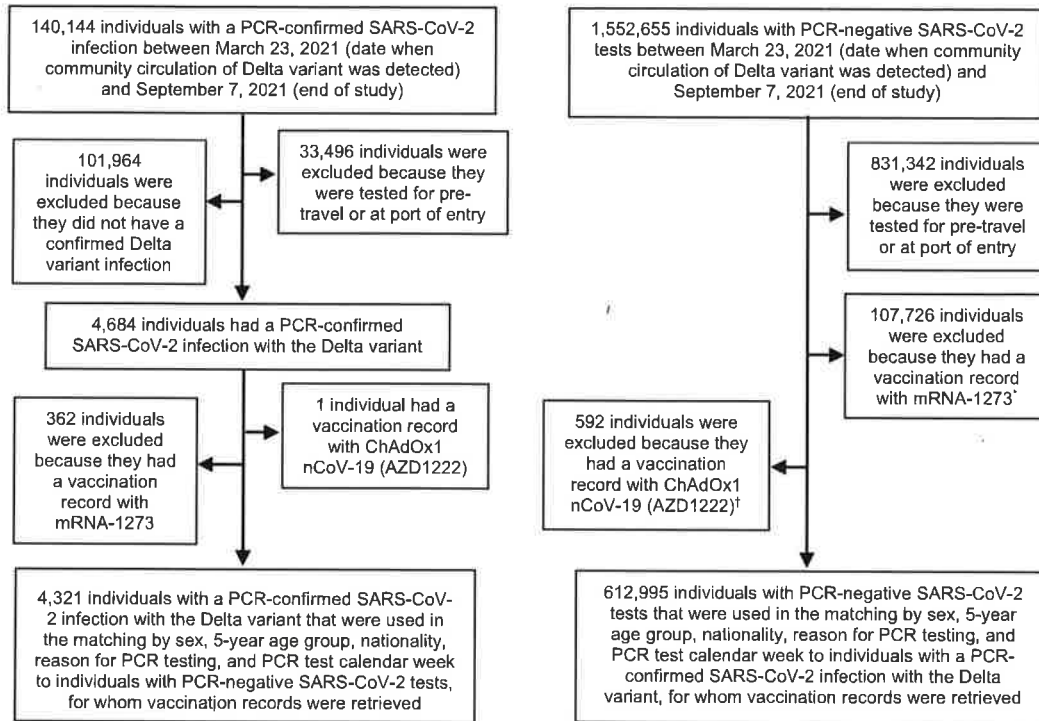 140,144 individuals with a PCR-confirmed SARS-CoV-2
infection between March 23, 2021 (date when
community circulation of Delta variant was detected)
and September 7, 2021 (end of study)
101,964
individuals were
excluded because
they did not have a
confirmed Delta
variant infection
33,496 individuals were
excluded because they
were tested for pre-
travel or at port of entry
4,684 individuals had a PCR-confirmed
SARS-CoV-2 infection with the Delta variant
362 individuals
were excluded
because they had
a vaccination
record with
mRNA-1273
1 individual had a
vaccination record
with ChAdOx1
nCoV-19 (AZD1222)
4,321 individuals with a PCR-confirmed SARS-CoV-
2 infection with the Delta variant that were used in
the matching by sex, 5-year age group, nationality,
reason for PCR testing, and PCR test calendar week
to individuals with PCR-negative SARS-CoV-2 tests,
for whom vaccination records were retrieved
1,552,655 individuals with PCR-negative SARS-CoV-2
tests between March 23, 2021 (date when community
circulation of Delta variant was detected) and
September 7, 2021 (end of study)
831,342 individuals
were excluded
because they were
tested for pre-travel
or at port of entry
107,726 individuals
were excluded
because they had a
vaccination record
with mRNA-1273*
592 individuals were
excluded because they
had a vaccination
record with ChAdOx1
nCoV-19 (AZD1222)†
612,995 individuals with PCR-negative SARS-CoV-2
tests that were used in the matching by sex, 5-year
age group, nationality, reason for PCR testing, and
PCR test calendar week to individuals with a PCR-
confirmed SARS-CoV-2 infection with the Delta
variant, for whom vaccination records were retrieved